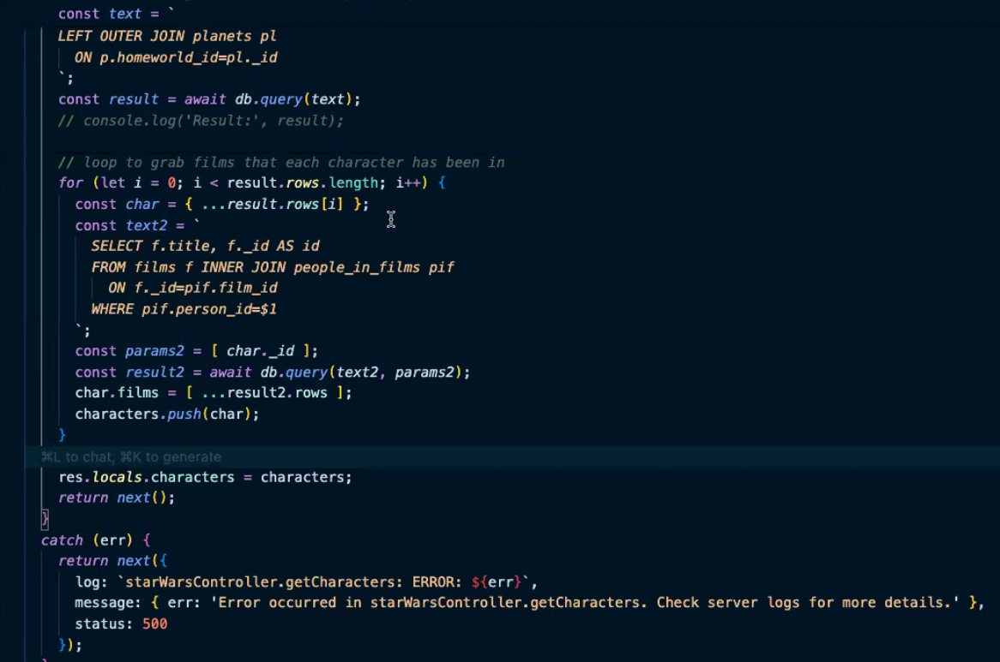 const text = `
LEFT OUTER JOIN planets pl
ON p.homeworld_id=pl._id
`;
const result = await db.query(text);
// console.log('Result:', result);
// loop to grab films that each character has been in
for (let i = 0; i < result.rows.length; i++) {
const char = { ...result.rows[i] };
const text2 = `
SELECT f.title, f._id AS id
FROM films f INNER JOIN people_in_films pif
ON f._id=pif.film_id
WHERE pif.person_id=$1
`;
const params2 = [ char._id ];
const result2 = await db.query(text2, params2);
char.films = [ ...result2.rows ];
characters.push(char);
}
⌘L to chat, ⌘K to generate
res.locals.characters = characters;
return next();
}
catch (err) {
return next({
log: `starWarsController.getCharacters: ERROR: ${err}`,
message: { err: 'Error occurred in starWarsController.getCharacters. Check server logs for more details.' },
status: 500
});